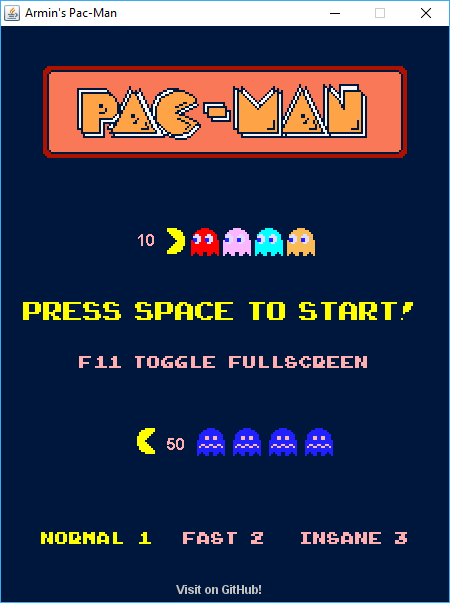 Armin's Pac-Man
PAC-MAN
10
PRESS SPACE TO START!
F11 TOGGLE FULLSCREEN
50
NORMAL 1 FAST 2 INSANE 3
Visit on GitHub!